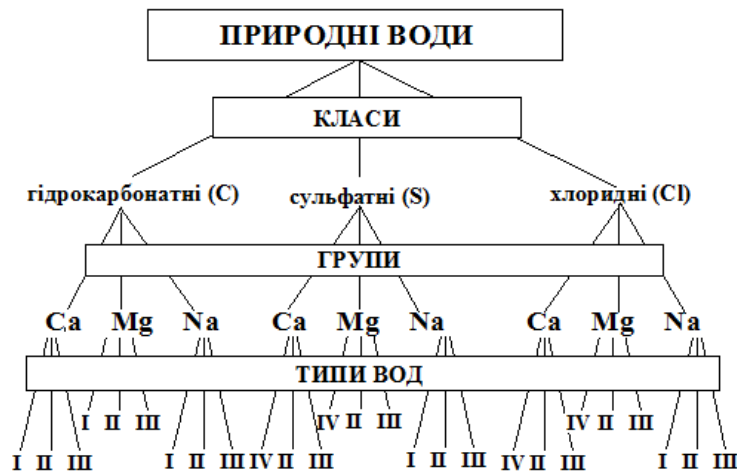 ПРИРОДНІ ВОДИ
КЛАСИ
гідрокарбонатні (C) сульфатні (S) хлоридні (Cl)
ГРУПИ
Ca Mg Na Ca Mg Na Ca Mg Na
ТИПИ ВОД
I II III IV II III IV II III
I II III I II III IV II III I II III IV II III I II III